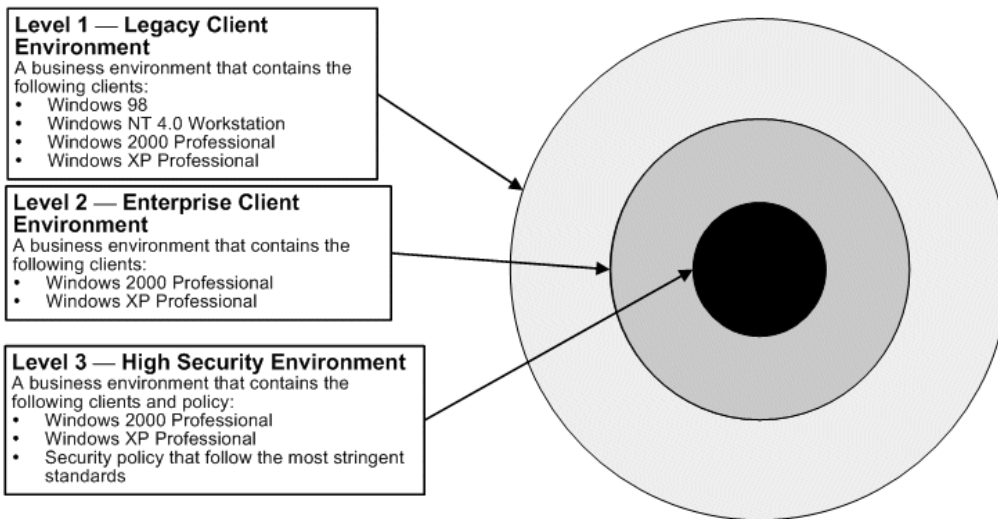 Level 1 — Legacy Client
Environment
A business environment that contains the
following clients:
• Windows 98
• Windows NT 4.0 Workstation
• Windows 2000 Professional
• Windows XP Professional
Level 2 — Enterprise Client
Environment
A business environment that contains the
following clients:
• Windows 2000 Professional
• Windows XP Professional
Level 3 — High Security Environment
A business environment that contains the
following clients and policy:
• Windows 2000 Professional
• Windows XP Professional
• Security policy that follow the most stringent
standards